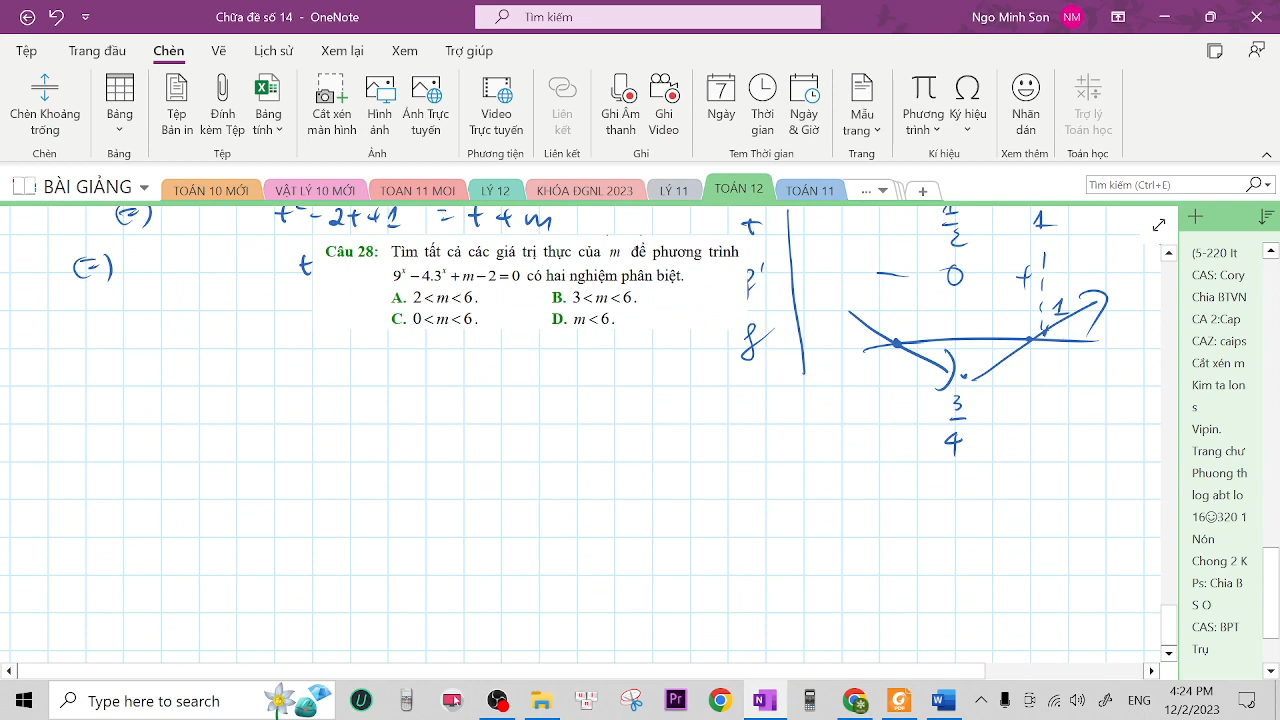 Chữa đề số 14 - OneNote
Tìm kiếm
Ngo Minh Son
NM
Tệp Trang đầu Chèn Vẽ Lịch sử Xem lại Xem Trợ giúp
Chèn Khoảng trống
Bảng
Tệp Bản in
Đính kèm Tệp
Bảng tính
Cắt xén màn hình
Hình ảnh
Ảnh Trực tuyến
Video Trực tuyến
Liên kết
Ghi Âm thanh
Ghi Video
7
Ngày
Thời gian
Ngày & Giờ
Mẫu trang
Phương trình
Ký hiệu
Nhãn dán
Trợ lý Toán học
Chèn Bảng Tệp Ảnh Phương tiện Liên kết Ghi Tem Thời gian Trang Kí hiệu Xem thêm Toán học
BÀI GIẢNG
TOÁN 10 MỚI VẬT LÝ 10 MỚI TOAN 11 MOI LÝ 12 KHÓA ĐGNL 2023 LÝ 11 TOÁN 12 TOÁN 11 ...
Tìm kiếm (Ctrl+E)
(=) t² - 2t + 1 = t + m
(=) t
Câu 28: Tìm tất cả các giá trị thực của m để phương trình
9ˣ − 4.3ˣ + m − 2 = 0 có hai nghiệm phân biệt.
A. 2 < m < 6. B. 3 < m < 6.
C. 0 < m < 6. D. m < 6.
t 1/2 1
− 0 +
1
f
3/4
(5-220 lt
CAS: Cory
Chia BTVN
CA 2:Cap
CAZ: caips
Cắt xén m
Kim ta lon
s
Vipin.
Trang chư
Phuong th
log abt lo
16☺320 1
Nón
Chong 2 K
Ps: Chia B
S O
CAS: BPT
Trụ
Type here to search
ENG
4:24 PM
12/2/2023